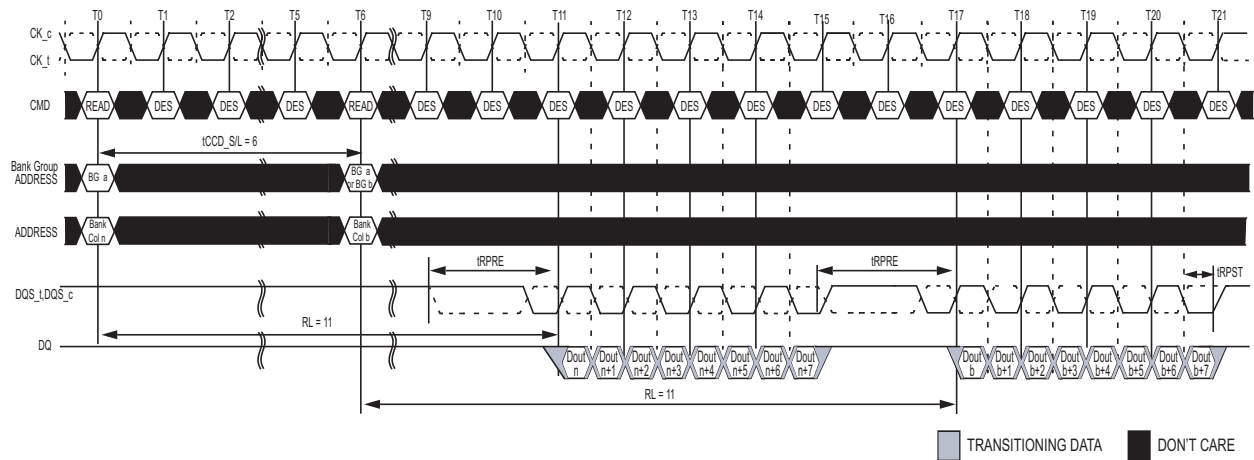 T0 T1 T2 T5 T6 T9 T10 T11 T12 T13 T14 T15 T16 T17 T18 T19 T20 T21
CK_c
CK_t
CMD READ DES DES DES READ DES DES DES DES DES DES DES DES DES DES DES DES DES
tCCD_S/L = 6
Bank Group
ADDRESS
BG a
BG a
or BG b
ADDRESS
Bank
Col n
Bank
Col b
tRPRE
tRPRE
tRPST
DQS_t,DQS_c
RL = 11
DQ
Dout
n
Dout
n+1
Dout
n+2
Dout
n+3
Dout
n+4
Dout
n+5
Dout
n+6
Dout
n+7
Dout
b
Dout
b+1
Dout
b+2
Dout
b+3
Dout
b+4
Dout
b+5
Dout
b+6
Dout
b+7
RL = 11
TRANSITIONING DATA
DON'T CARE